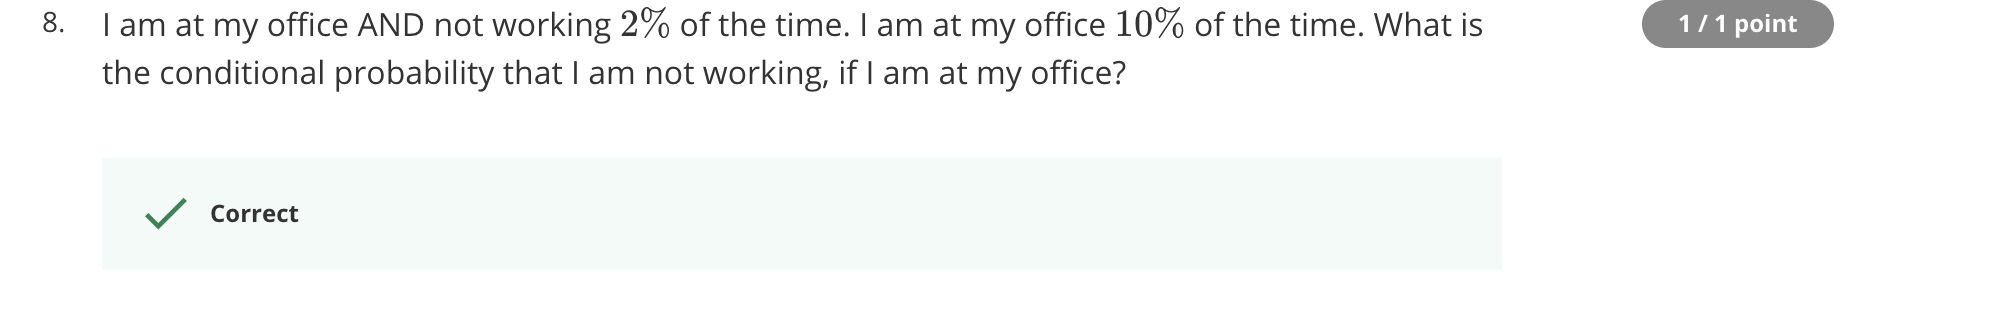 8. I am at my office AND not working 2% of the time. I am at my office 10% of the time. What is
1 / 1 point
the conditional probability that I am not working, if I am at my office?
Correct